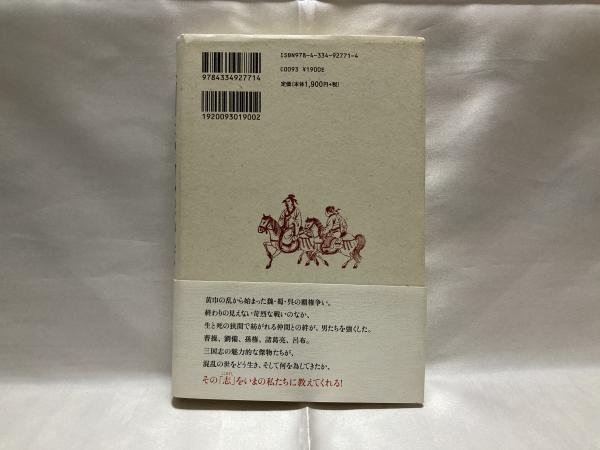 ISBN978-4-334-92771-4
C0093 ¥1900E
定価(本体1,900円+税)
9784334927714
1920093019002
黄巾の乱から始まった魏・蜀・呉の覇権争い。
終わりの見えない苛烈な戦いのなか、
生と死の狭間で紡がれる仲間との絆が、男たちを強くした。
曹操、劉備、孫権、諸葛亮、呂布。
三国志の魅力的な傑物たちが、
混乱の世をどう生き、そして何を為してきたか、
その「志」をいまの私たちに教えてくれる!